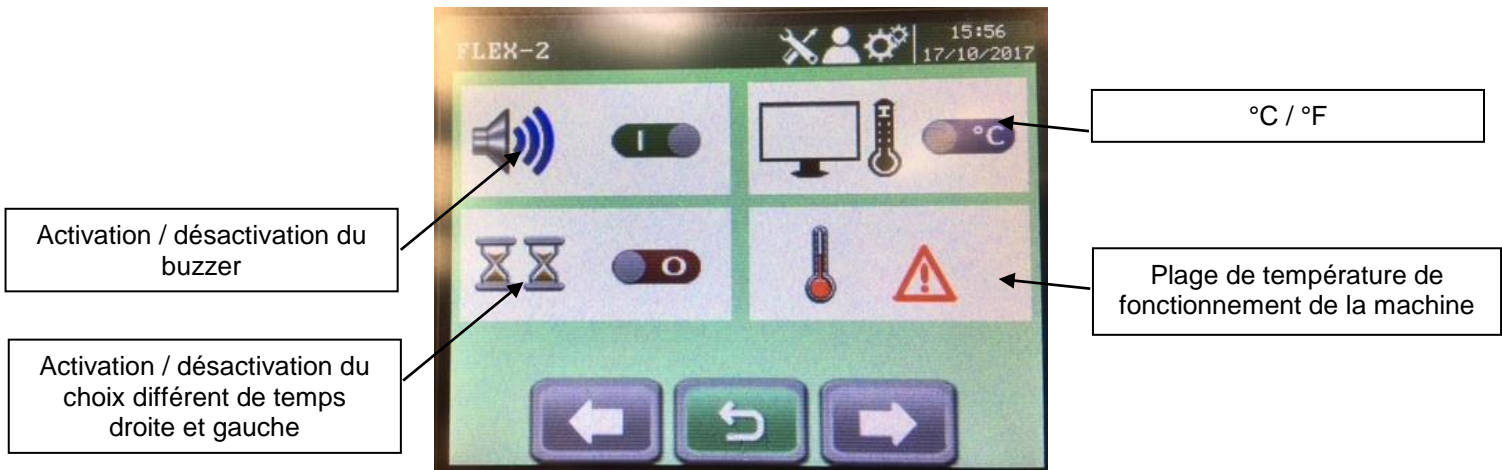 FLEX-2
15:56
17/10/2017
I
°C
O
°C / °F
Activation / désactivation du
buzzer
Plage de température de
fonctionnement de la machine
Activation / désactivation du
choix différent de temps
droite et gauche